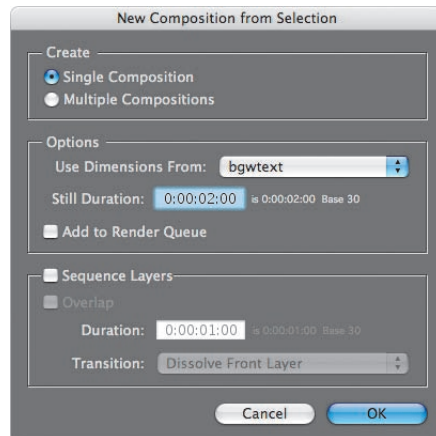 New Composition from Selection
Create
Single Composition
Multiple Compositions
Options
Use Dimensions From: bgwtext
Still Duration: 0:00:02:00 is 0:00:02:00 Base 30
Add to Render Queue
Sequence Layers
Overlap
Duration: 0:00:01:00 is 0:00:01:00 Base 30
Transition: Dissolve Front Layer
Cancel OK